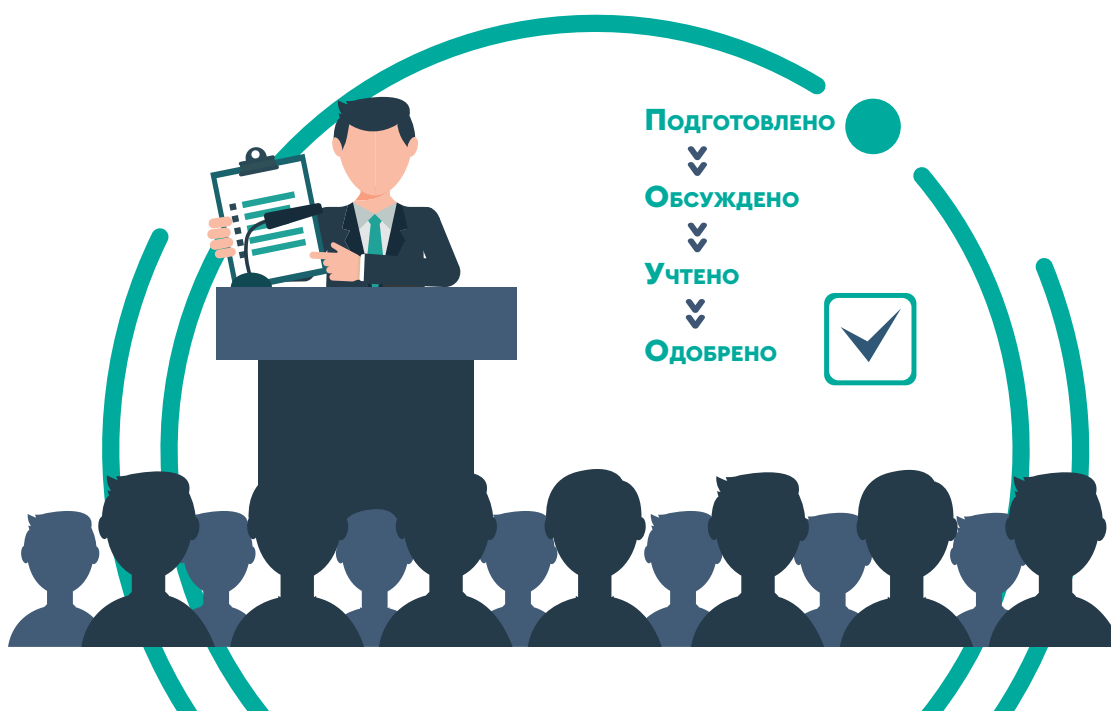 Подготовлено
Обсуждено
Учтено
Одобрено